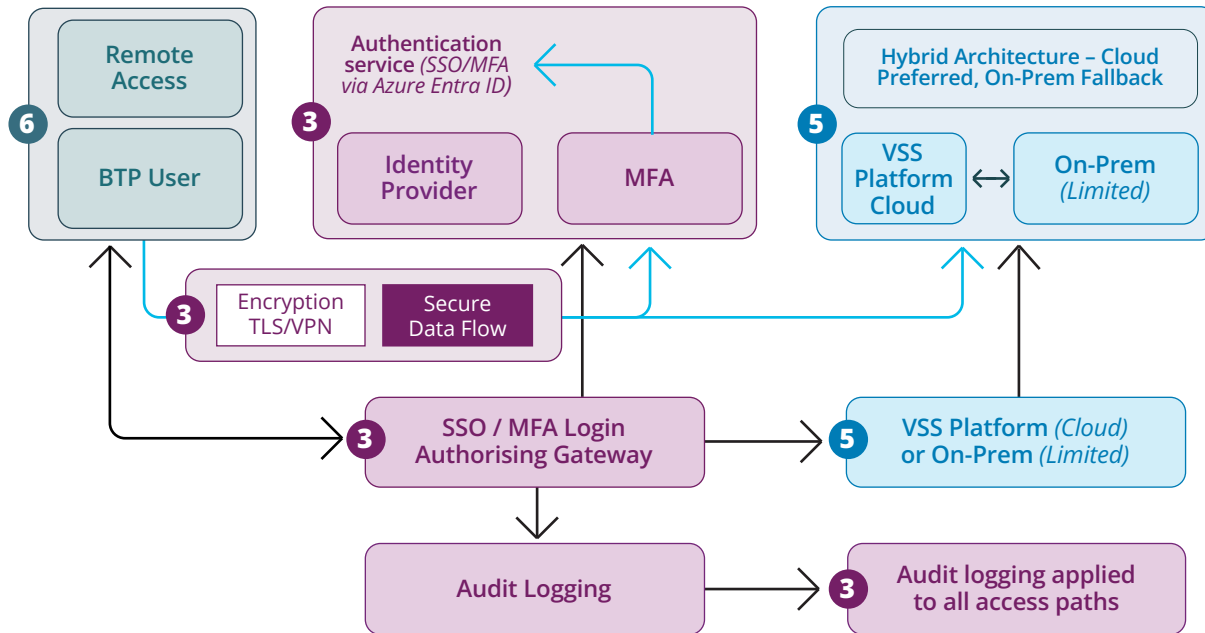 Remote
Access
6
BTP User
Authentication
service (SSO/MFA
via Azure Entra ID)
3
Identity
Provider
MFA
Hybrid Architecture – Cloud
Preferred, On-Prem Fallback
5
VSS
Platform
Cloud
On-Prem
(Limited)
3
Encryption
TLS/VPN
Secure
Data Flow
3
SSO / MFA Login
Authorising Gateway
5
VSS Platform (Cloud)
or On-Prem (Limited)
Audit Logging
3
Audit logging applied
to all access paths